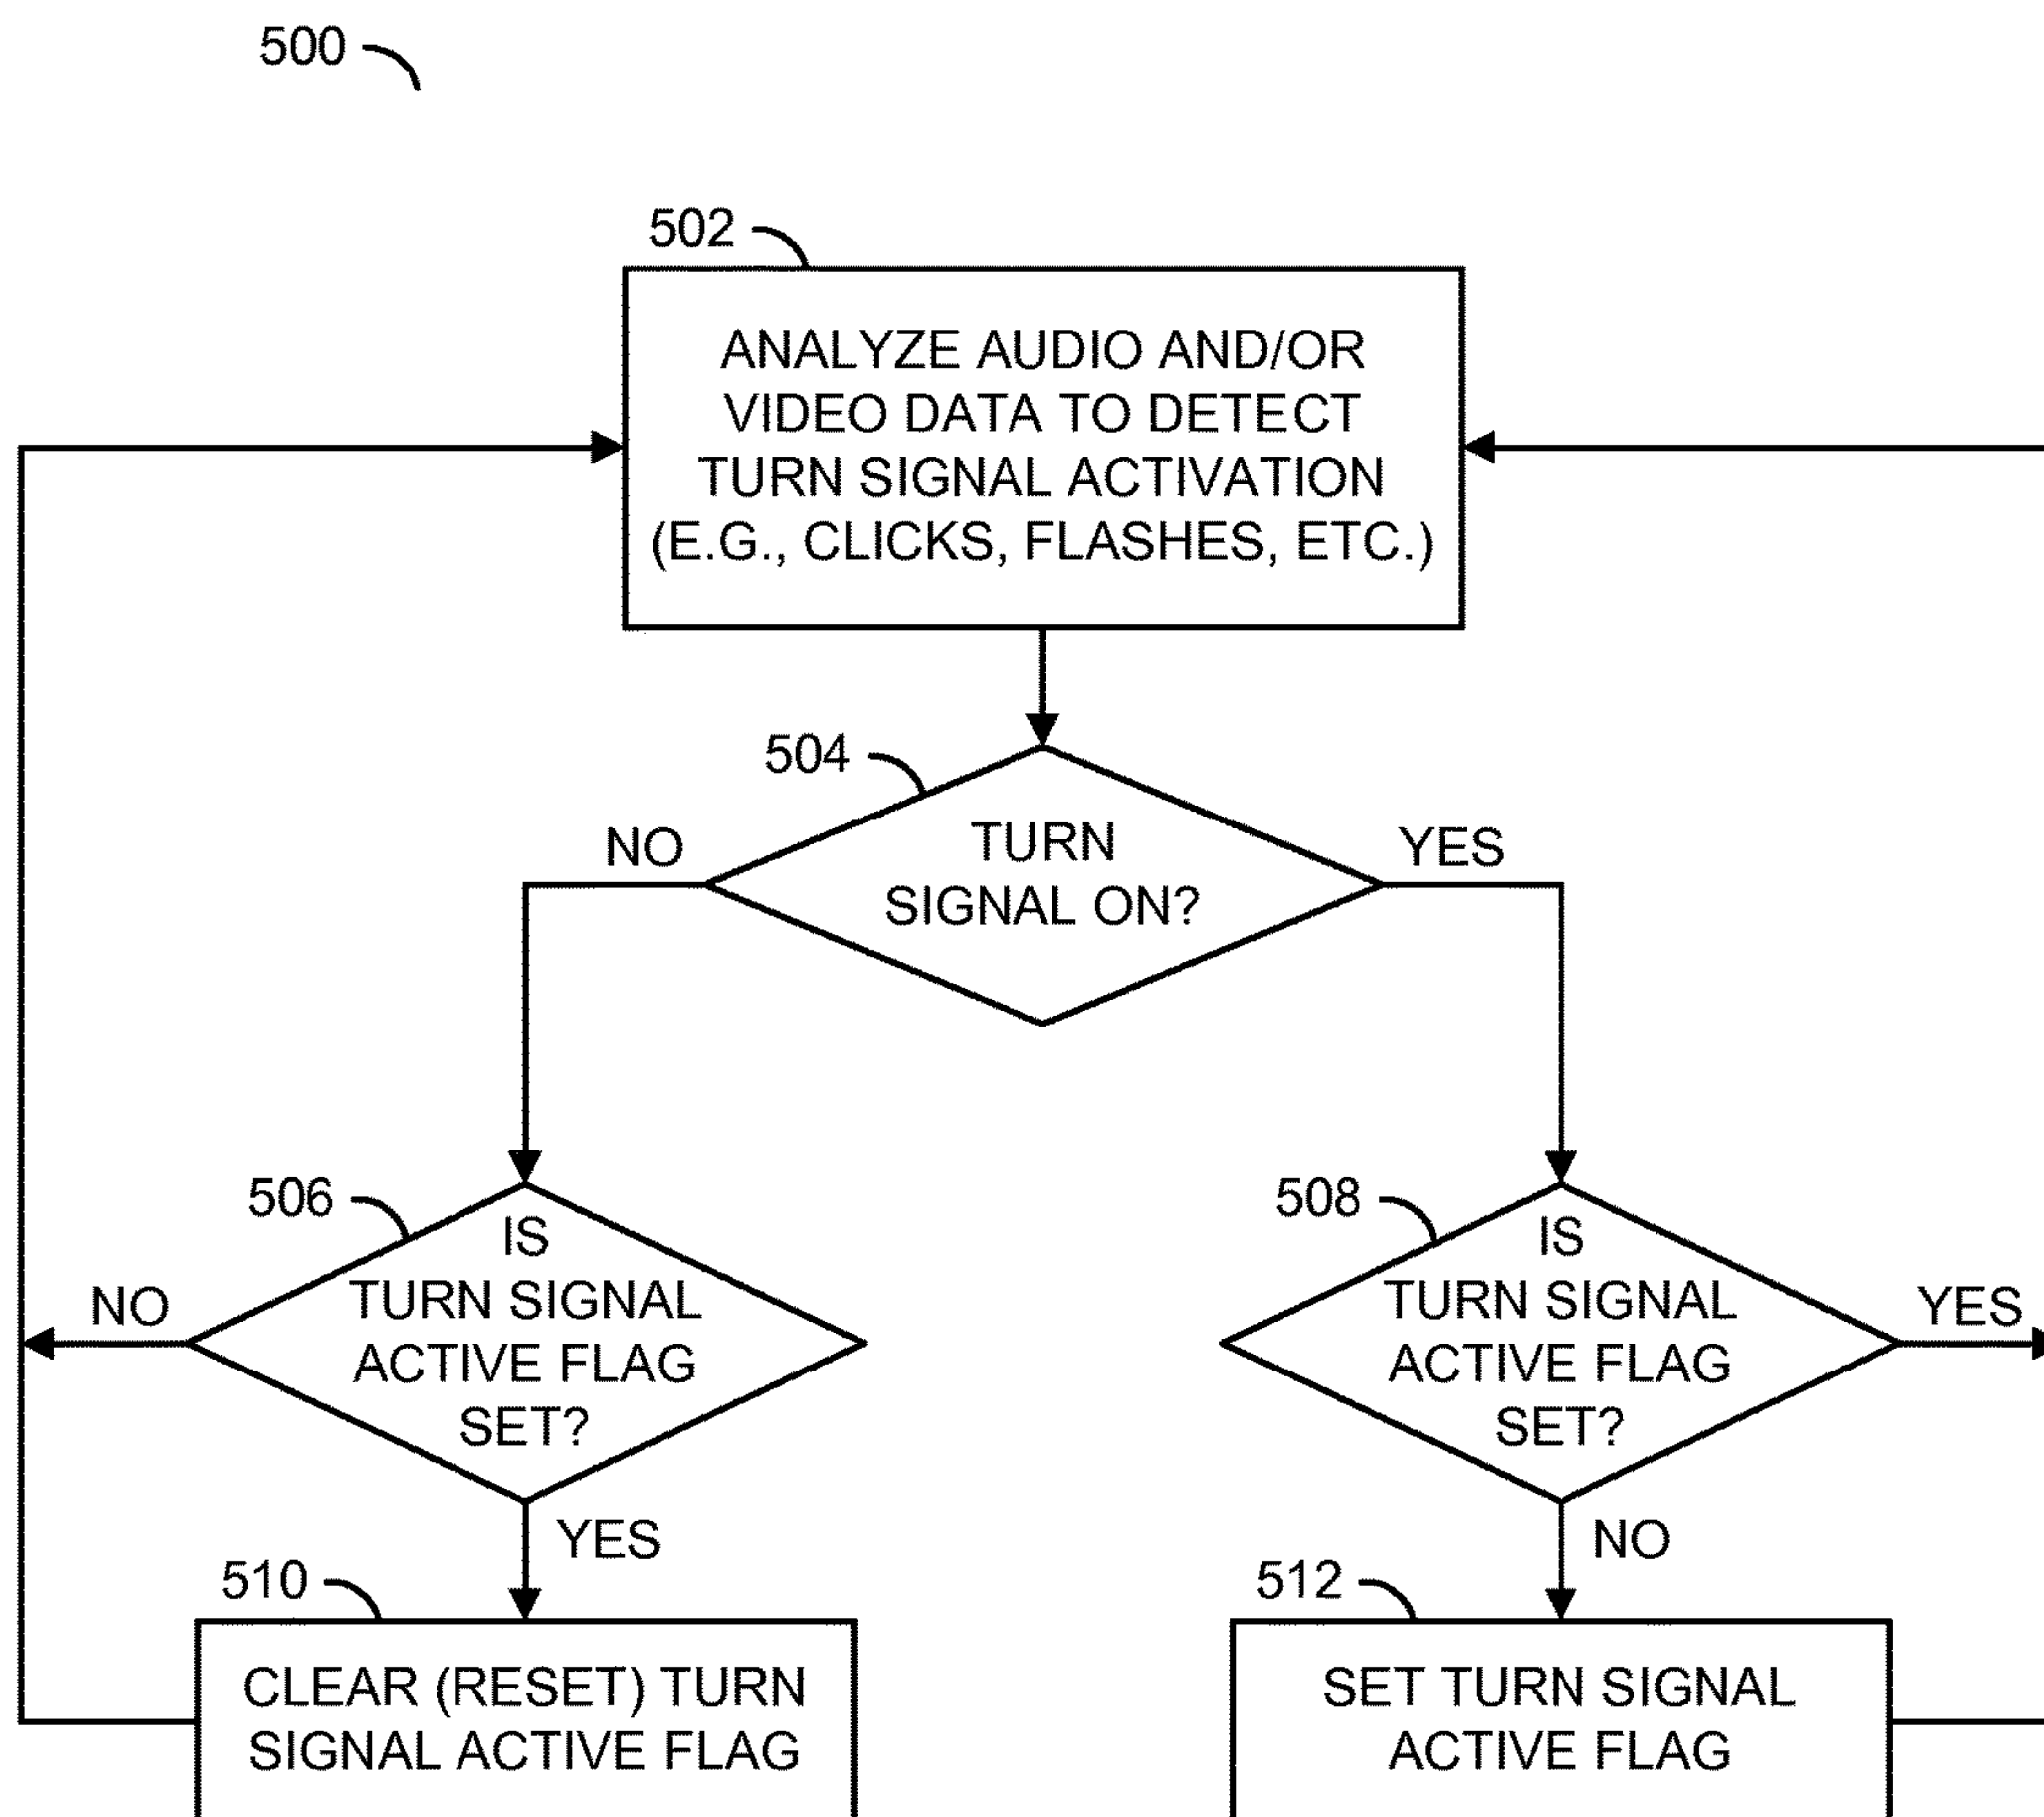 500
502
ANALYZE AUDIO AND/OR
VIDEO DATA TO DETECT
TURN SIGNAL ACTIVATION
(E.G., CLICKS, FLASHES, ETC.)
504
NO
TURN
SIGNAL ON?
YES
506
IS
TURN SIGNAL
ACTIVE FLAG
SET?
NO
YES
508
IS
TURN SIGNAL
ACTIVE FLAG
SET?
YES
NO
510
CLEAR (RESET) TURN
SIGNAL ACTIVE FLAG
512
SET TURN SIGNAL
ACTIVE FLAG